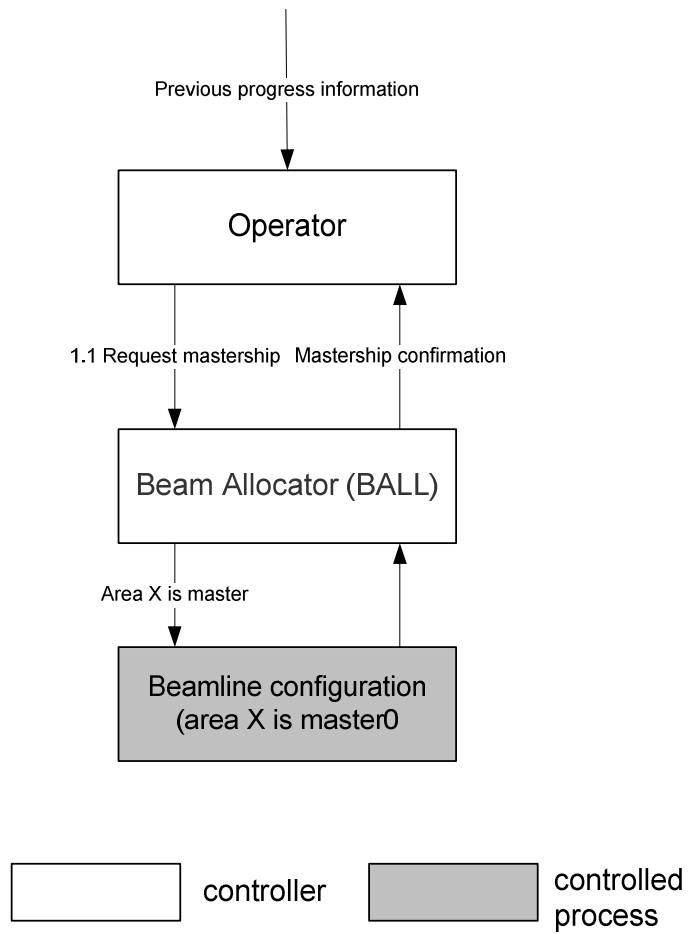 Previous progress information
Operator
1.1 Request mastership
Mastership confirmation
Beam Allocator (BALL)
Area X is master
Beamline configuration
(area X is master0
controller
controlled
process